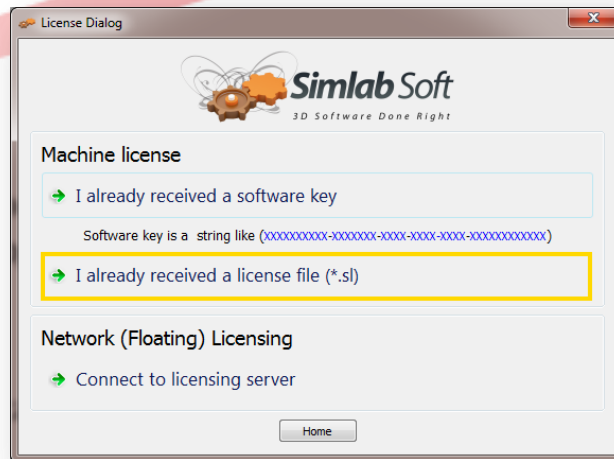 License Dialog
Simlab Soft
3D Software Done Right
Machine license
I already received a software key
Software key is a string like (XXXXXXXXXX-XXXXXXX-XXXX-XXXX-XXXX-XXXXXXXXXXXX)
I already received a license file (*.sl)
Network (Floating) Licensing
Connect to licensing server
Home